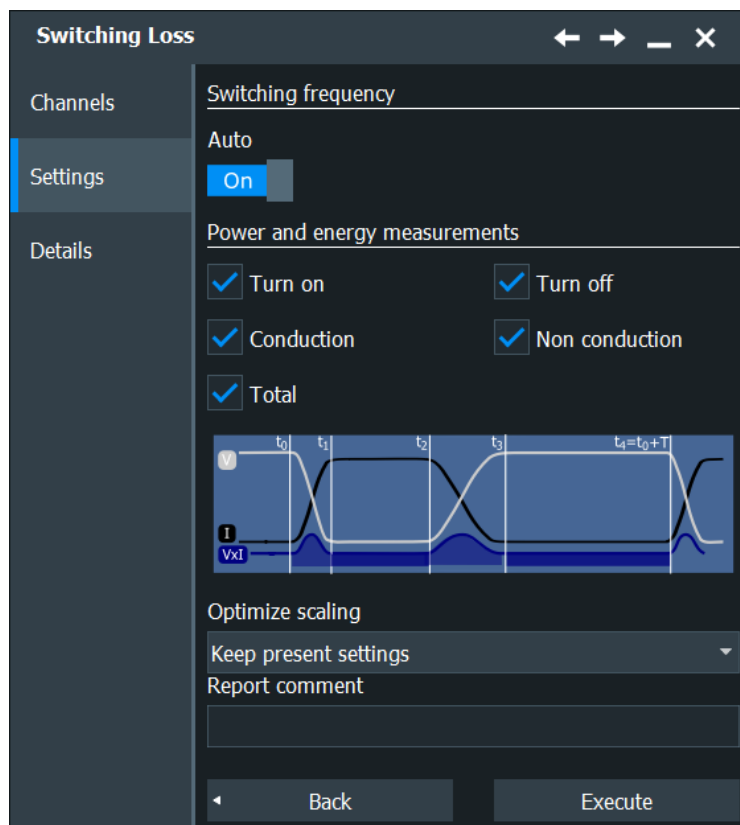 Switching Loss
Channels
Settings
Details
Switching frequency
Auto
On
Power and energy measurements
Turn on
Turn off
Conduction
Non conduction
Total
t0 t1 t2 t3 t4=t0+T
V
I
VxI
Optimize scaling
Keep present settings
Report comment
Back
Execute